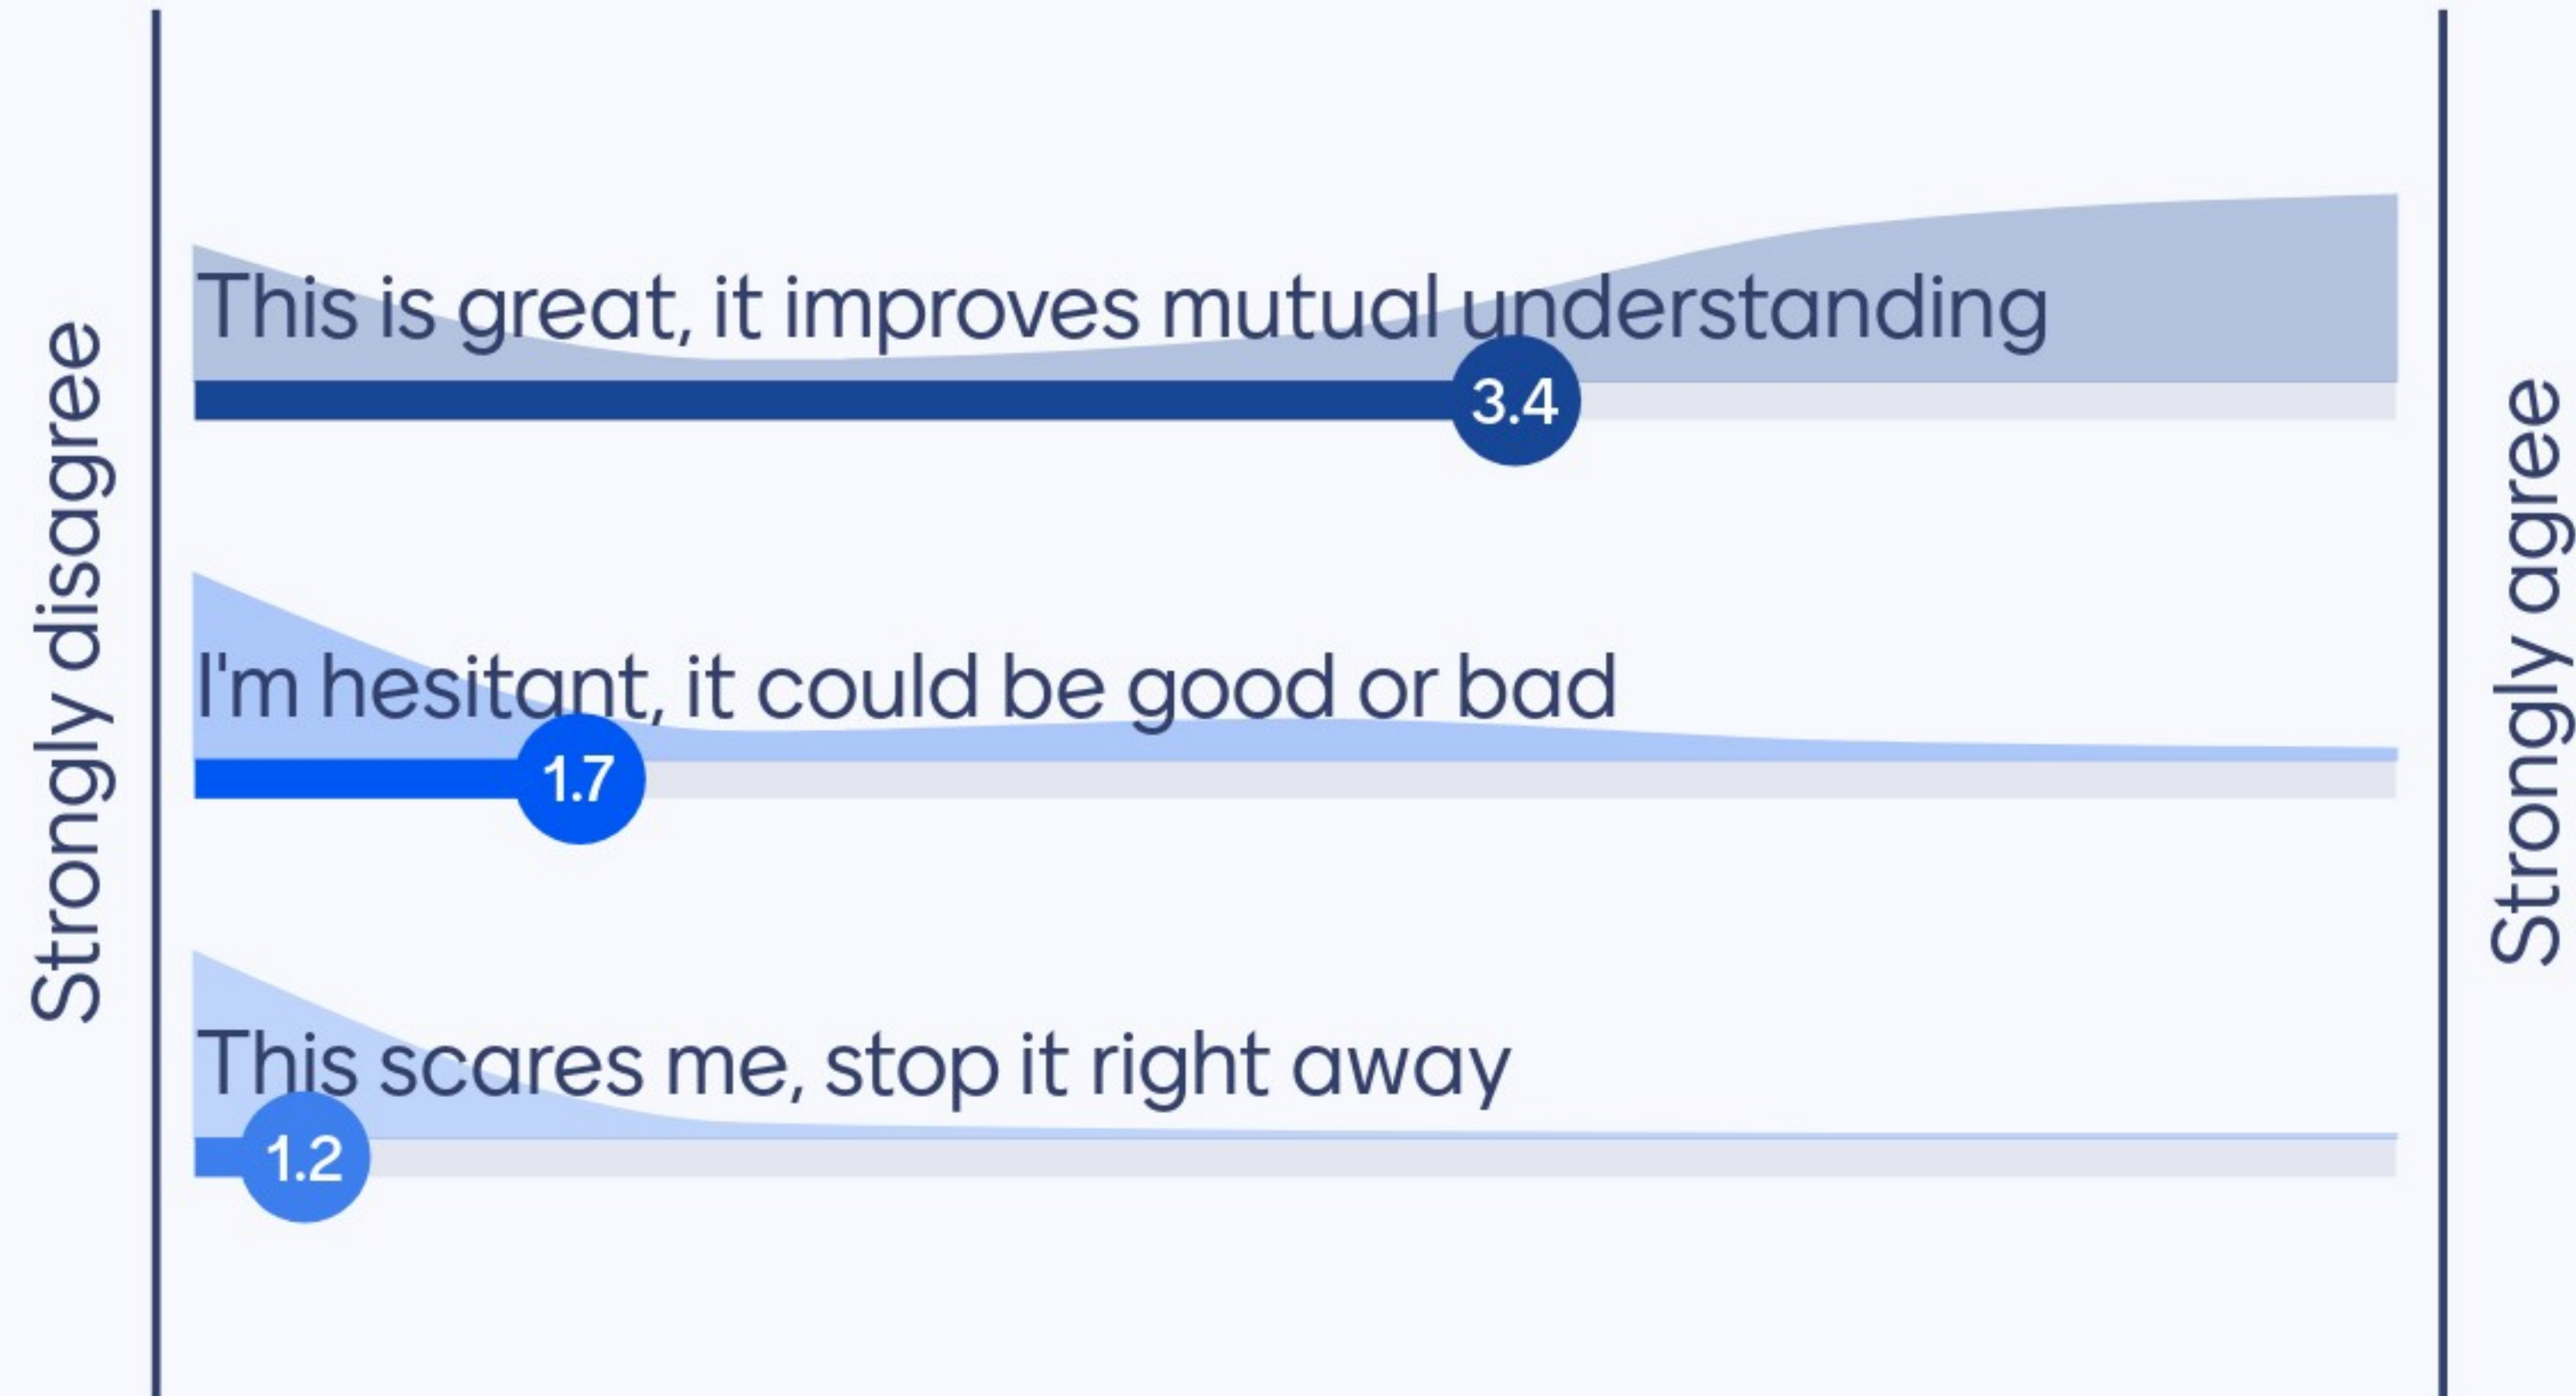 Strongly disagree
This is great, it improves mutual understanding
3.4
I'm hesitant, it could be good or bad
1.7
This scares me, stop it right away
1.2
Strongly agree